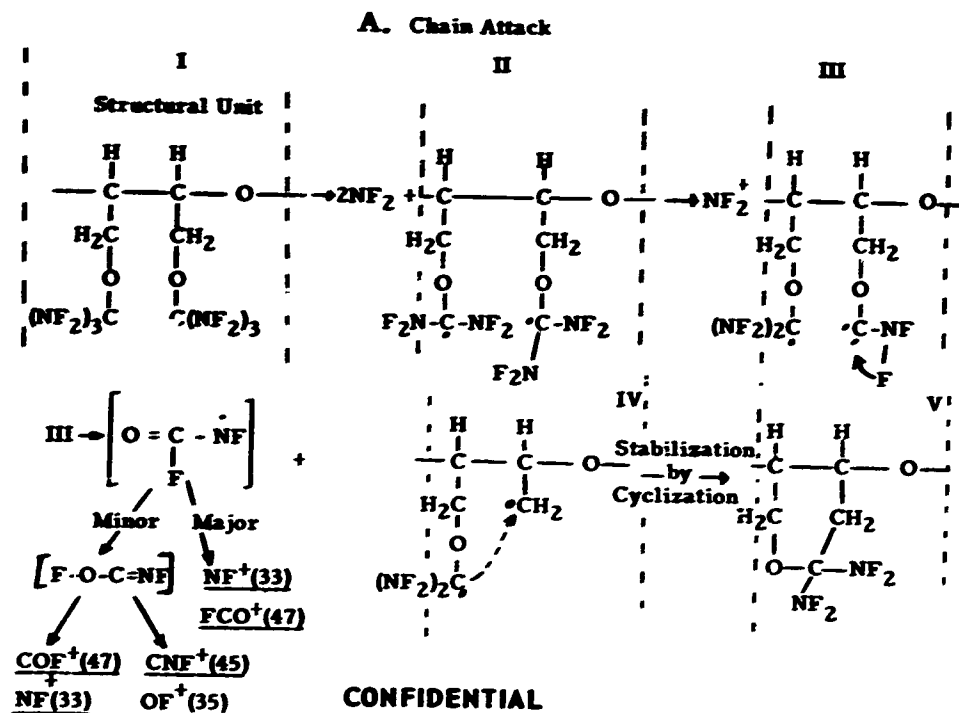 A. Chain Attack
I
II
III
Structural Unit
H H
C C O
H2C CH2
O O
(NF2)3C C(NF2)3
2NF2 +
H H
C C O
H2C CH2
O O
F2N-C-NF2 C-NF2
F2N
NF2+
H H
C C O
H2C CH2
O O
(NF2)2C C-NF
F
III → [O = C - NF]
F
+
Minor Major
[F-O-C=NF]
NF+(33)
FCO+(47)
COF+(47)
+
NF(33)
CNF+(45)
OF+(35)
IV
H H
C C O
H2C CH2
O
(NF2)2C
Stabilization
by
Cyclization
V
H H
C C O
H2C CH2
O-C-NF2
NF2
CONFIDENTIAL